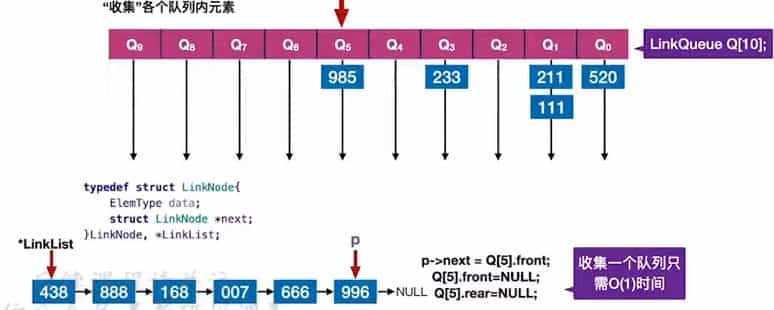 “收集”各个队列内元素
Q₉ Q₈ Q₇ Q₆ Q₅ Q₄ Q₃ Q₂ Q₁ Q₀
LinkQueue Q[10];
985 233 211 520
111
typedef struct LinkNode{
ElemType data;
struct LinkNode *next;
}LinkNode, *LinkList;
*LinkList
p
438 888 168 007 666 996 NULL
p->next = Q[5].front;
Q[5].front=NULL;
Q[5].rear=NULL;
收集一个队列只
需O(1)时间